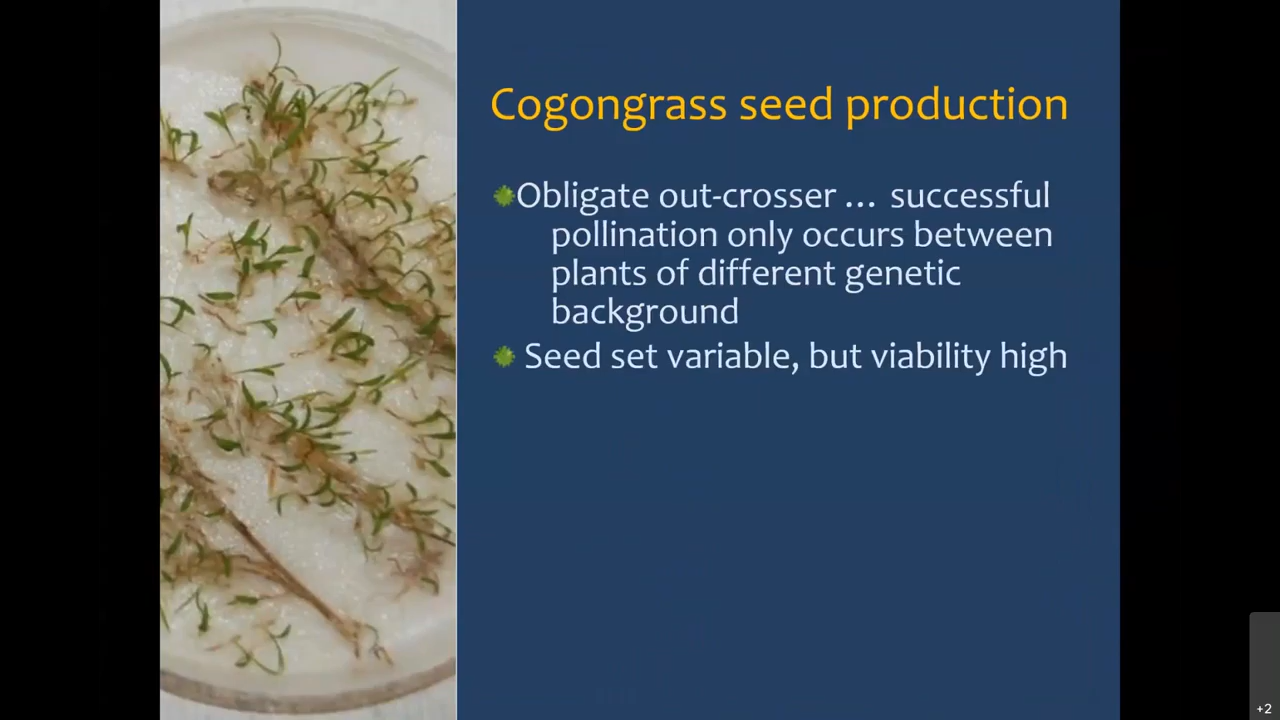 Cogongrass seed production
Obligate out-crosser … successful
pollination only occurs between
plants of different genetic
background
Seed set variable, but viability high
+2